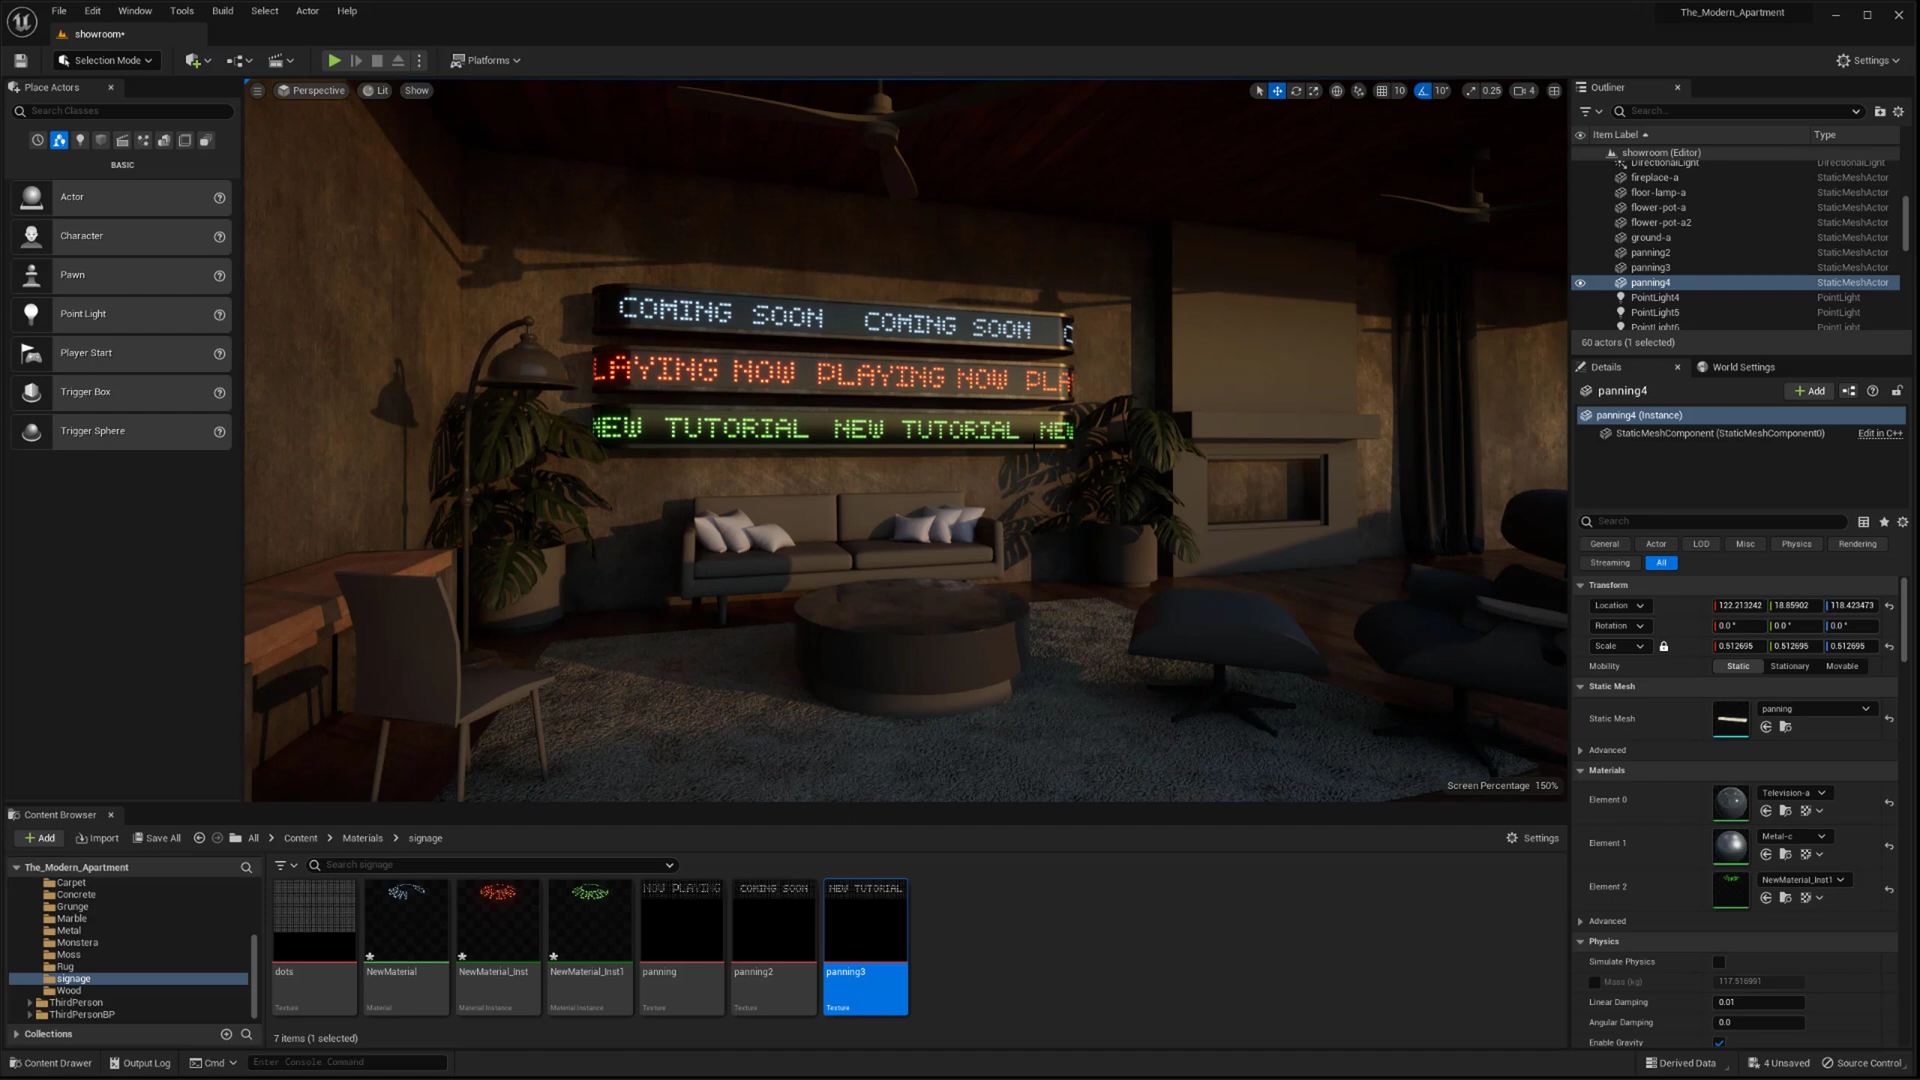 File Edit Window Tools Build Select Actor Help
The_Modern_Apartment
showroom•
Selection Mode
Platforms
Settings
Place Actors
Search Classes
BASIC
Actor
Character
Pawn
Point Light
Player Start
Trigger Box
Trigger Sphere
Perspective Lit Show
10 10° 0.25 4
COMING SOON COMING SOON
LAYING NOW PLAYING NOW PLA
NEW TUTORIAL NEW TUTORIAL NEW
Screen Percentage 150%
Outliner
Search...
Item Label Type
showroom (Editor)
DirectionalLight DirectionalLight
fireplace-a StaticMeshActor
floor-lamp-a StaticMeshActor
flower-pot-a StaticMeshActor
flower-pot-a2 StaticMeshActor
ground-a StaticMeshActor
panning2 StaticMeshActor
panning3 StaticMeshActor
panning4 StaticMeshActor
PointLight4 PointLight
PointLight5 PointLight
PointLight6 PointLight
60 actors (1 selected)
Details World Settings
panning4 Add
panning4 (Instance)
StaticMeshComponent (StaticMeshComponent0) Edit in C++
Search
General Actor LOD Misc Physics Rendering
Streaming All
Transform
Location 122.213242 18.85902 118.423473
Rotation 0.0° 0.0° 0.0°
Scale 0.512695 0.512695 0.512695
Mobility Static Stationary Movable
Static Mesh
Static Mesh panning
Advanced
Materials
Element 0 Television-a
Element 1 Metal-c
Element 2 NewMaterial_Inst1
Advanced
Physics
Simulate Physics
Mass (kg) 117.516991
Linear Damping 0.01
Angular Damping 0.0
Enable Gravity
Content Browser
Add Import Save All All Content Materials signage Settings
The_Modern_Apartment
Search signage
Carpet
Concrete
Grunge
Marble
Metal
Monstera
Moss
Rug
signage
Wood
ThirdPerson
ThirdPersonBP
Collections
NOW PLAYING COMING SOON NEW TUTORIAL
dots NewMaterial NewMaterial_Inst NewMaterial_Inst1 panning panning2 panning3
Texture Material Material Instance Material Instance Texture Texture Texture
7 items (1 selected)
Content Drawer Output Log Cmd Enter Console Command
Derived Data 4 Unsaved Source Control